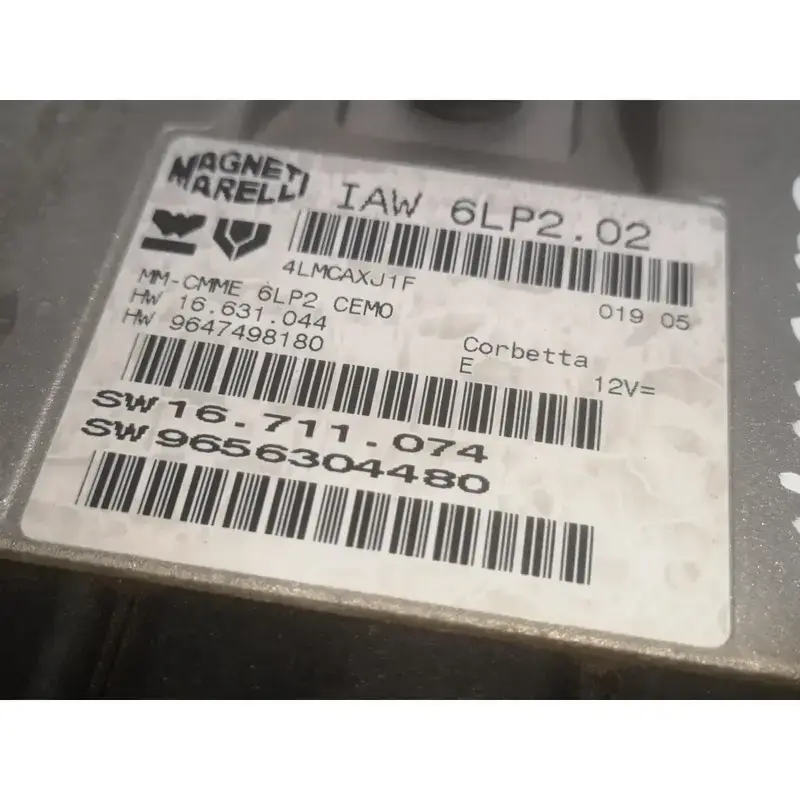 MAGNETI
MARELLI
IAW 6LP2.02
4LMCAXJ1F
019 05
MM-CMME 6LP2 CEMO
HW 16.631.044
HW 9647498180
Corbetta
E
12V=
SW 16.711.074
SW 9656304480